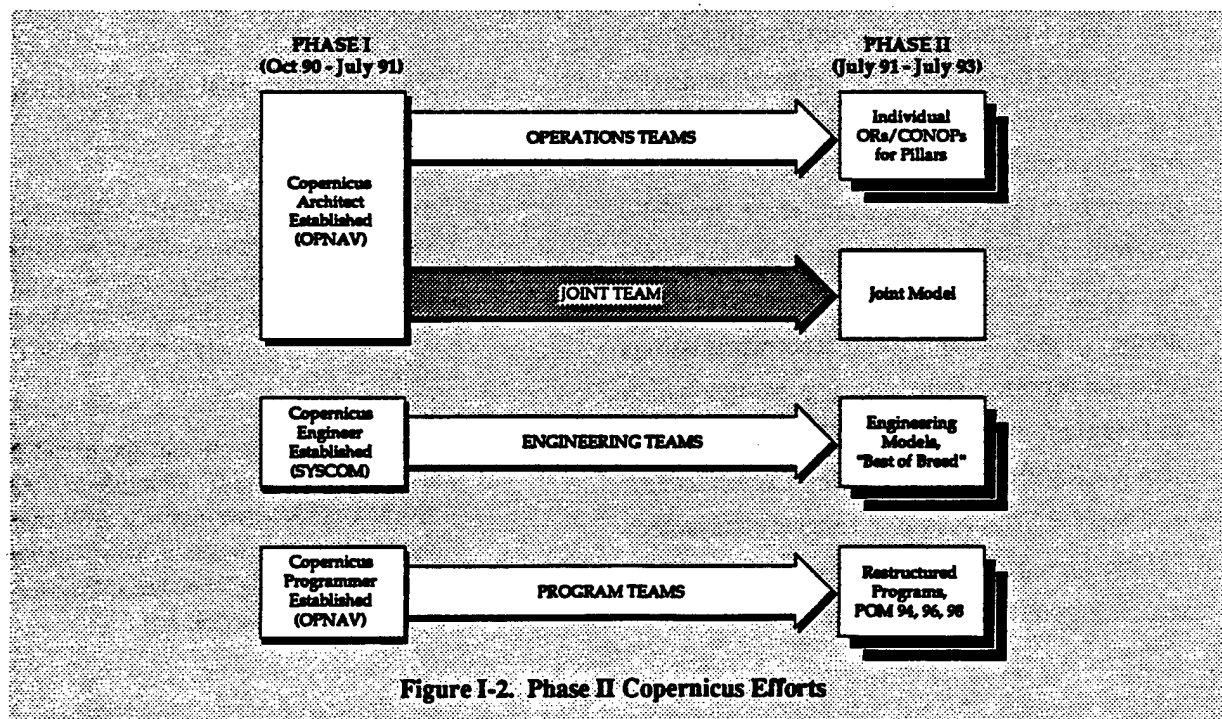 PHASE I
(Oct 90 - July 91)
PHASE II
(July 91 - July 93)
Copernicus
Architect
Established
(OPNAV)
OPERATIONS TEAMS
Individual
ORs/CONOPs
for Pillars
JOINT TEAM
Joint Model
Copernicus
Engineer
Established
(SYSCOM)
ENGINEERING TEAMS
Engineering
Models,
"Best of Breed"
Copernicus
Programmer
Established
(OPNAV)
PROGRAM TEAMS
Restructured
Programs,
POM 94, 96, 98
Figure I-2. Phase II Copernicus Efforts